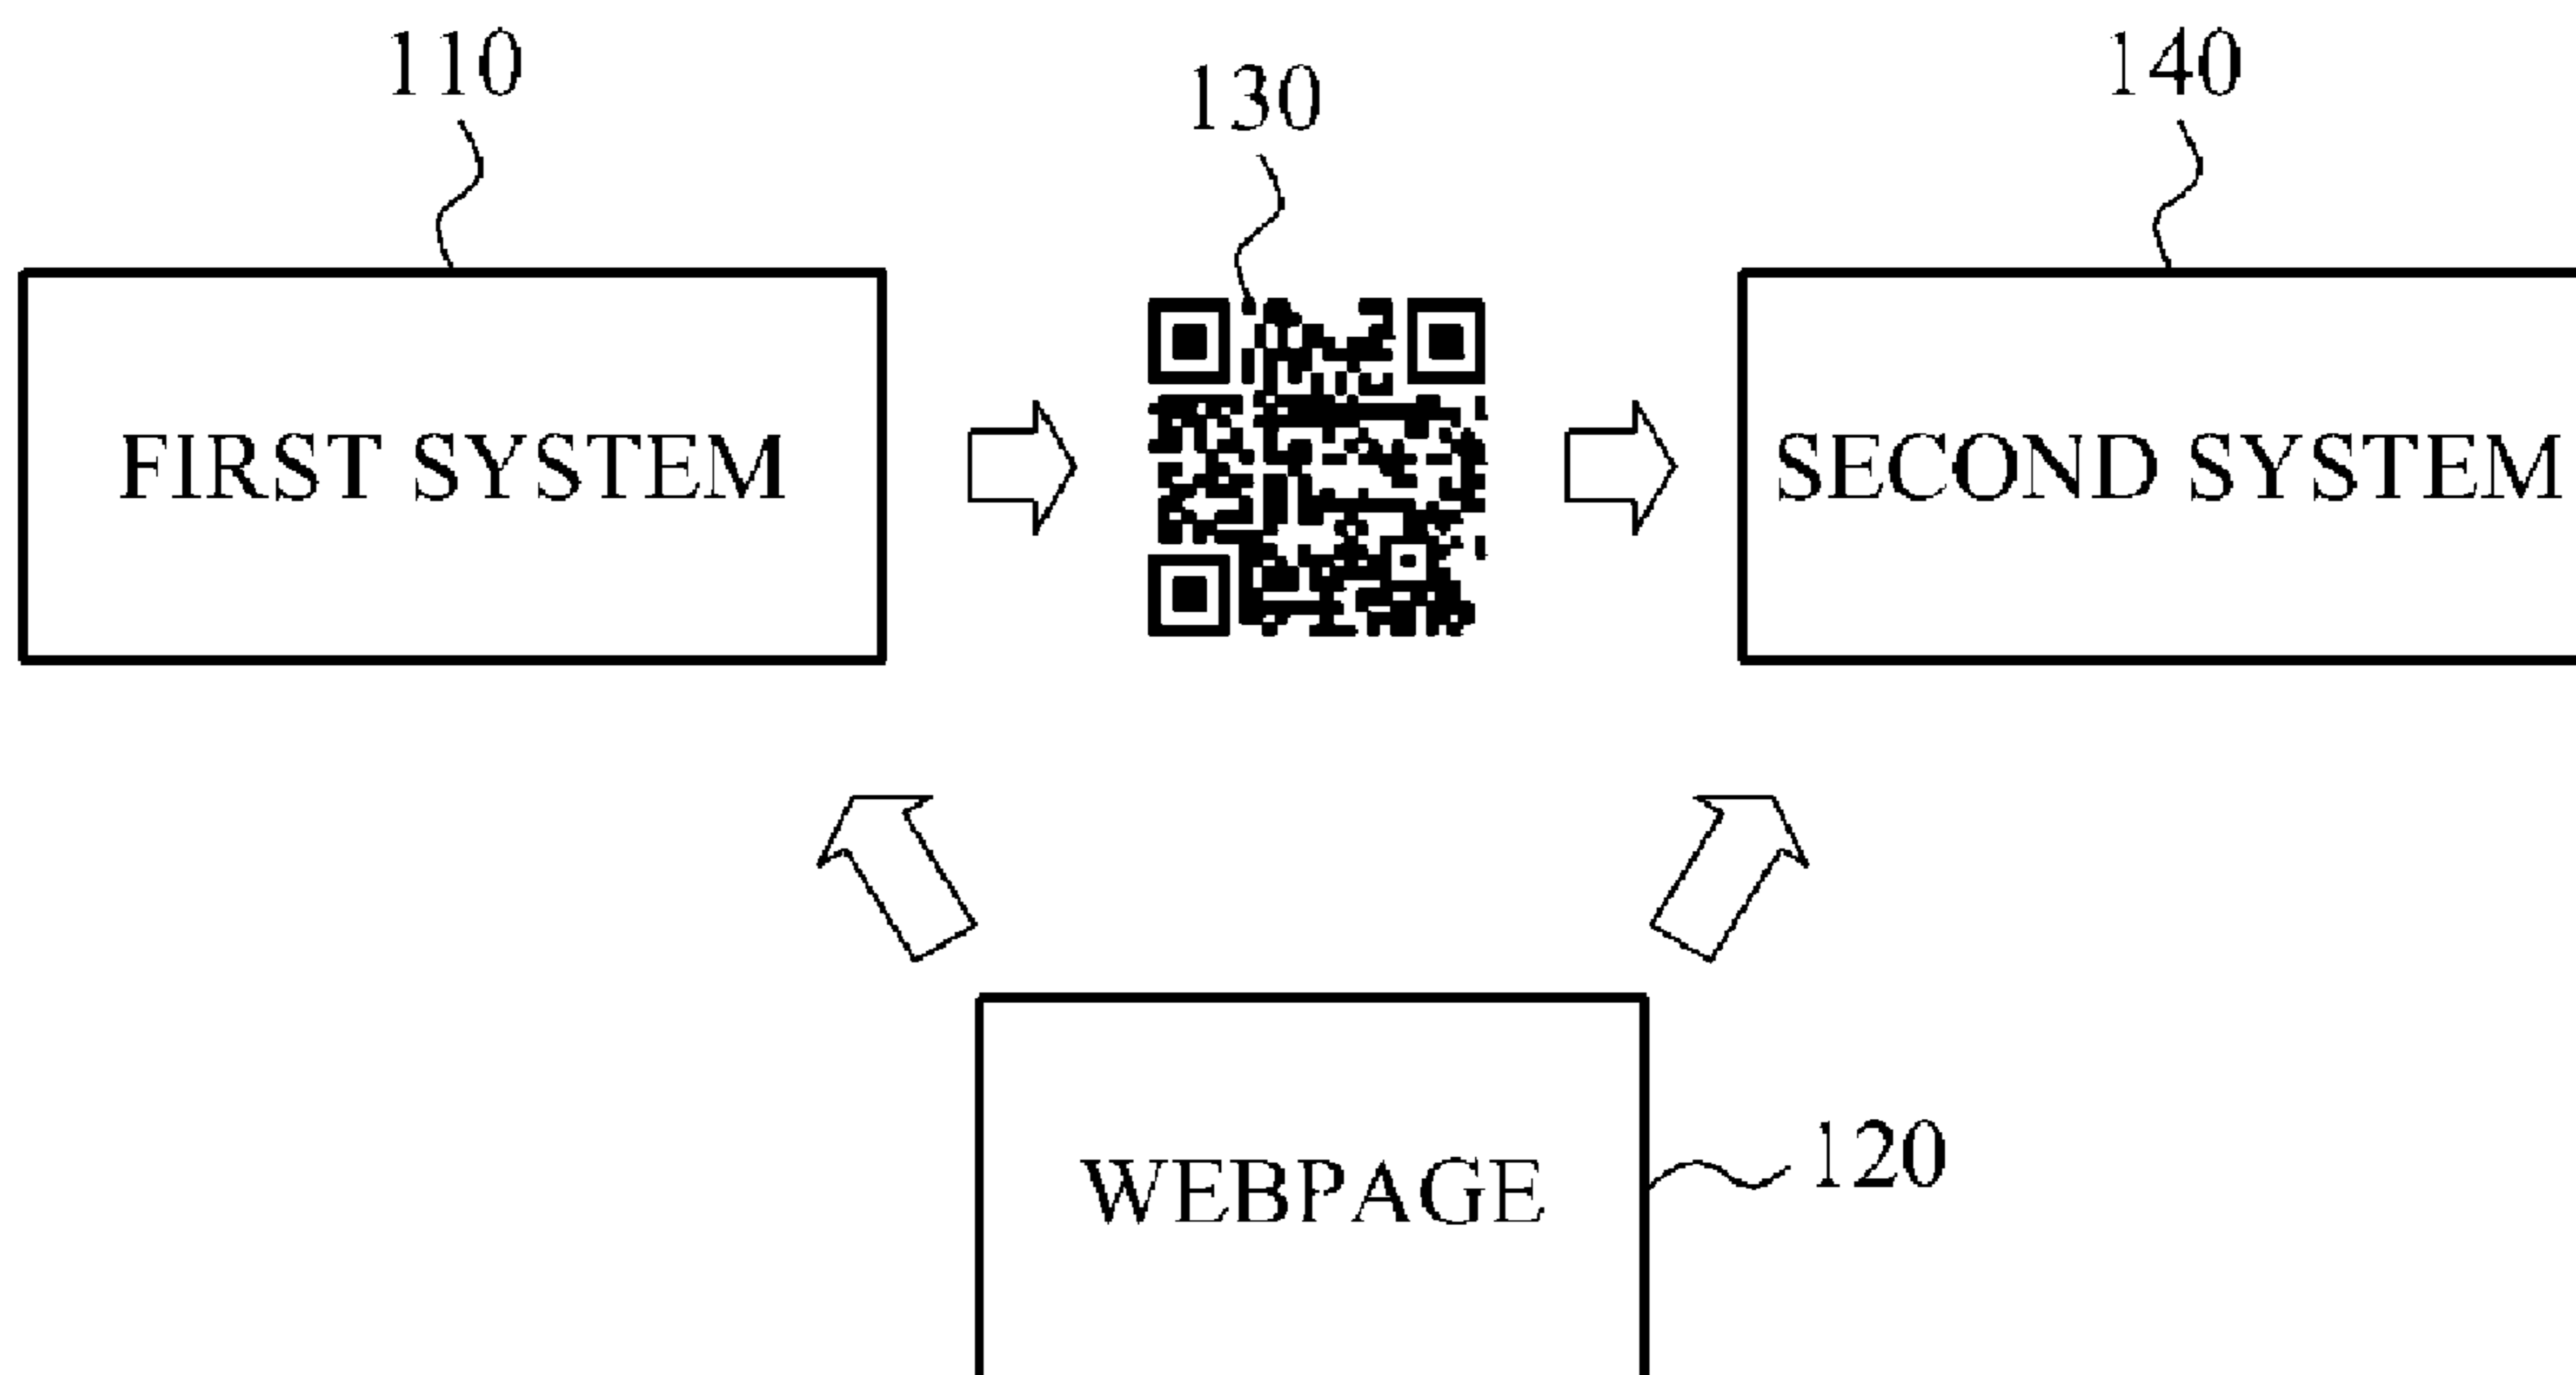 110
130
140
FIRST SYSTEM
SECOND SYSTEM
WEBPAGE
120